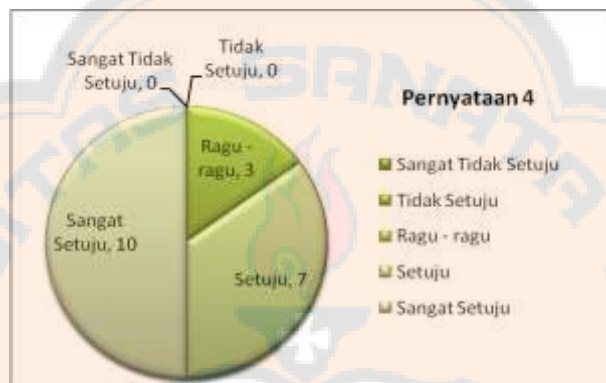 Sangat Tidak
Setuju, 0
Tidak
Setuju, 0
Ragu -
ragu, 3
Sangat
Setuju, 10
Setuju, 7
Pernyataan 4
Sangat Tidak Setuju
Tidak Setuju
Ragu - ragu
Setuju
Sangat Setuju